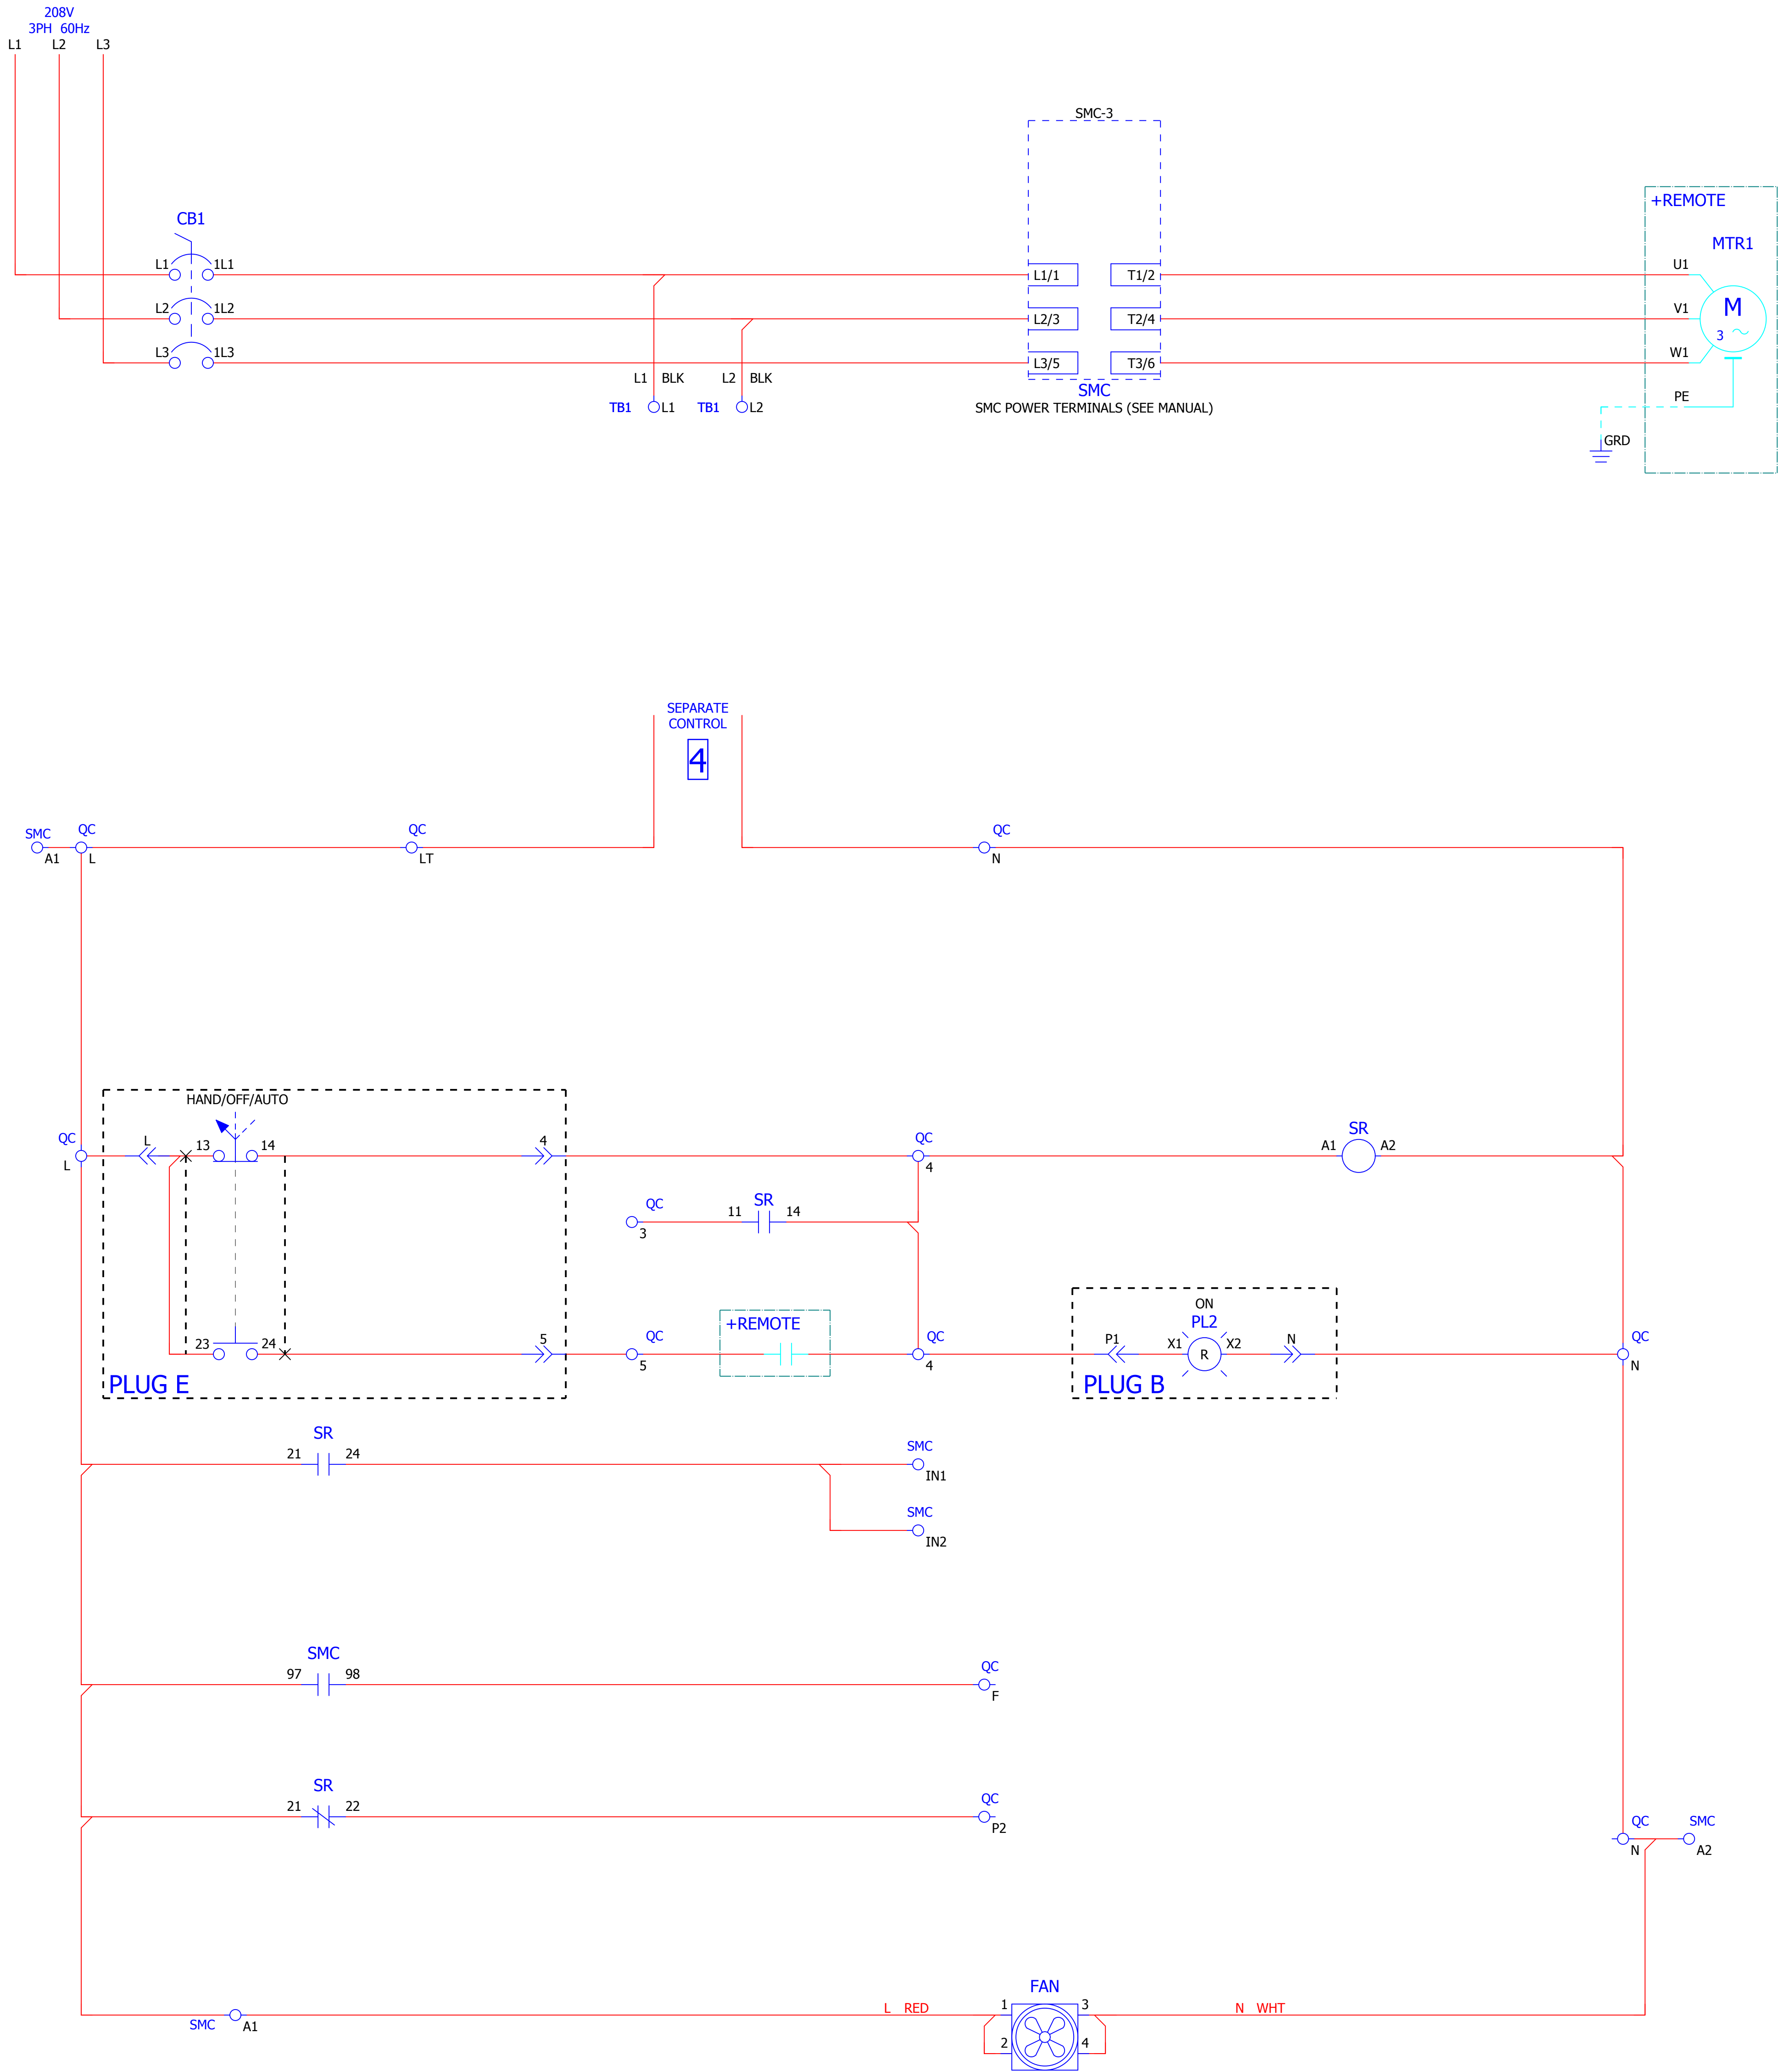 208V
3PH 60Hz
L1 L2 L3
SMC-3
+REMOTE
CB1
MTR1
L1 1L1 L1/1 T1/2 U1
L2 1L2 L2/3 T2/4 V1 M
3
L3 1L3 L3/5 T3/6 W1
L1 BLK L2 BLK
SMC
PE
TB1 L1 TB1 L2
SMC POWER TERMINALS (SEE MANUAL)
GRD
SEPARATE
CONTROL
4
SMC QC QC QC
A1 L LT N
HAND/OFF/AUTO
QC L 13 14 4 QC SR
A1 A2
L 4
QC SR
11 14
3
ON
+REMOTE PL2
23 24 5 QC QC P1 X1 R X2 N QC
5 4 N
PLUG E PLUG B
SR
21 24 SMC
IN1
SMC
IN2
SMC
97 98 QC
F
SR
21 22 QC
P2
QC SMC
N A2
FAN
L RED 1 3 N WHT
SMC A1
2 4